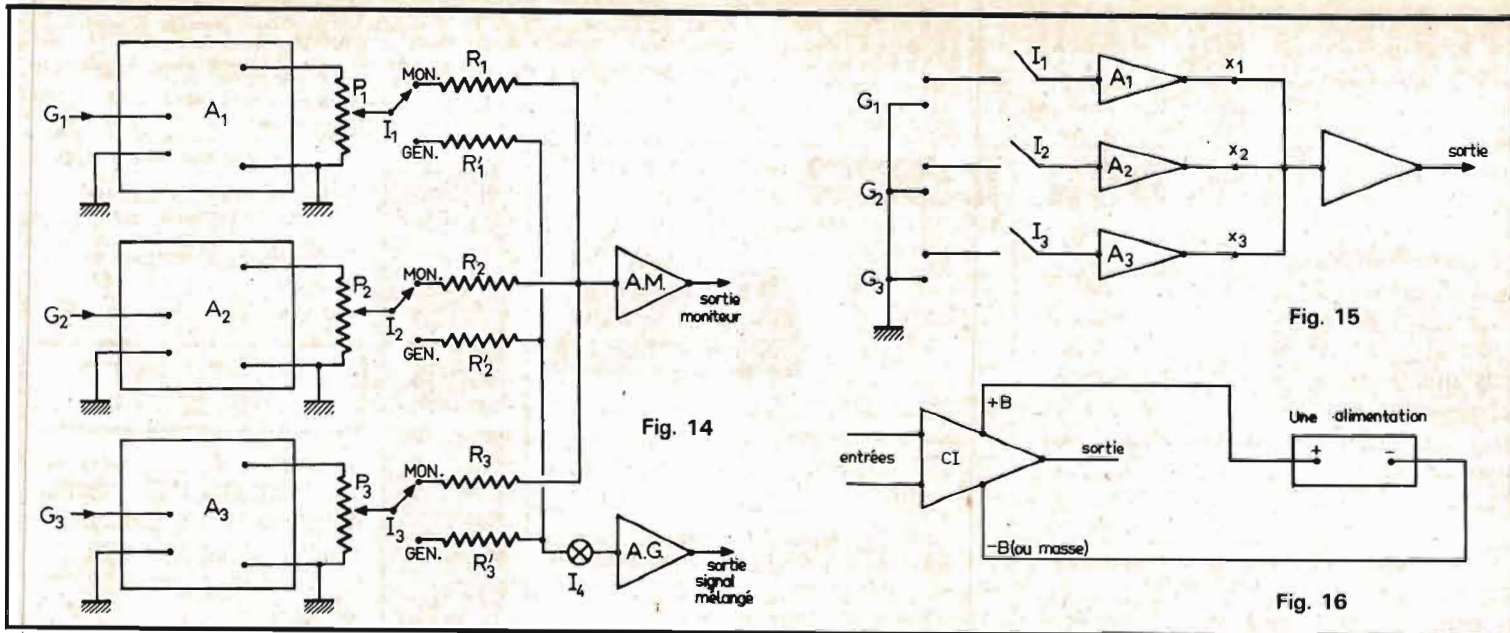 G1
A1
P1
I1
MON.
R1
GEN.
R'1
G2
A2
P2
I2
MON.
R2
GEN.
R'2
A.M.
sortie
moniteur
Fig. 14
G3
A3
P3
I3
MON.
R3
GEN.
R'3
I4
A.G.
sortie
signal
mélangé
G1
I1
A1
x1
G2
I2
A2
x2
sortie
G3
I3
A3
x3
Fig. 15
entrées
CI
+B
sortie
-B(ou masse)
Une alimentation
+ -
Fig. 16